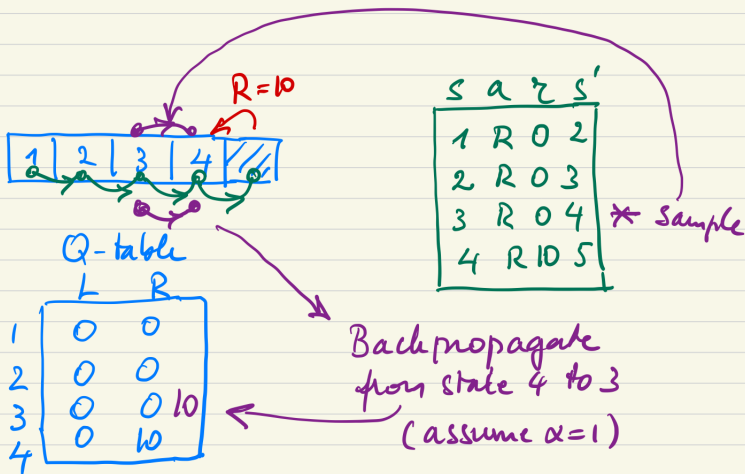 R=10
1 2 3 4
s a r s'
1 R 0 2
2 R 0 3
3 R 0 4 * sample
4 R 10 5
Q-table
L R
1 0 0
2 0 0
3 0 0 10
4 0 10
Backpropagate
from state 4 to 3
(assume α=1)